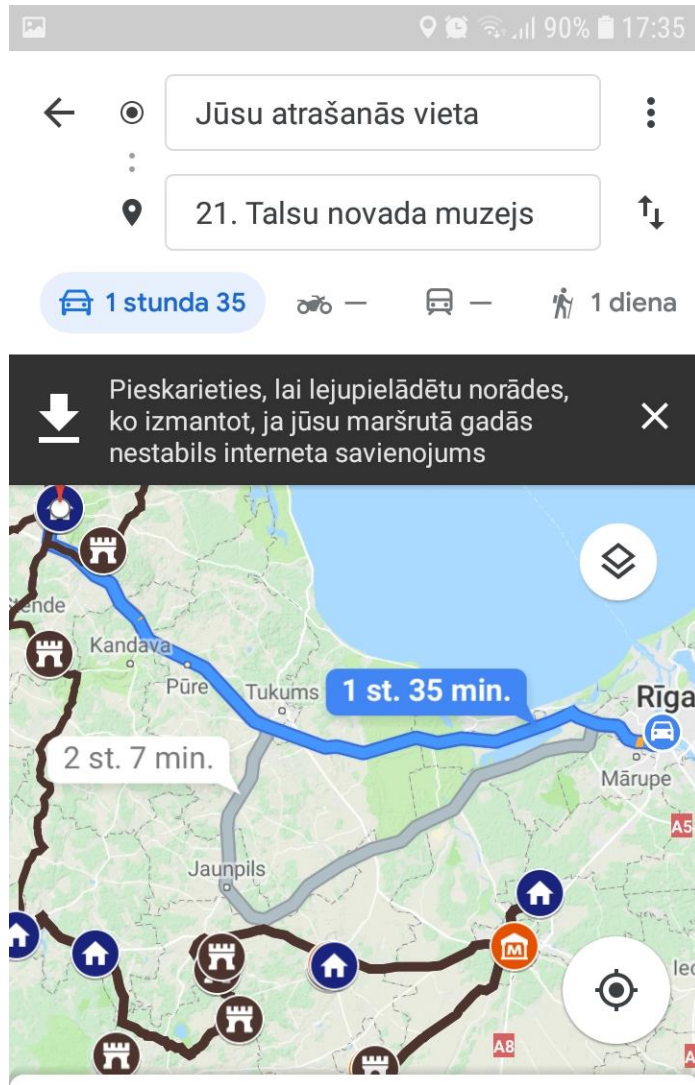 90% 17:35
Jūsu atrašanās vieta
21. Talsu novada muzejs
1 stunda 35 — — 1 diena
Pieskarieties, lai lejupielādētu norādes,
ko izmantot, ja jūsu maršrutā gadās
nestabils interneta savienojums
Kandava
Pūre
Tukums
1 st. 35 min.
Rīga
2 st. 7 min.
Mārupe
A5
Jaunpils
M
A8